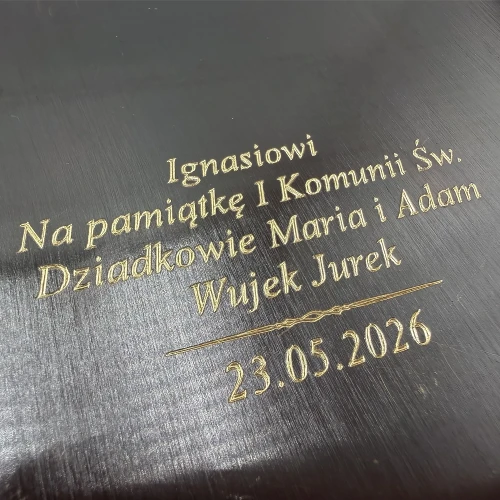 Ignasiowi
Na pamiątkę I Komunii Św.
Dziadkowie Maria i Adam
Wujek Jurek
23.05.2026